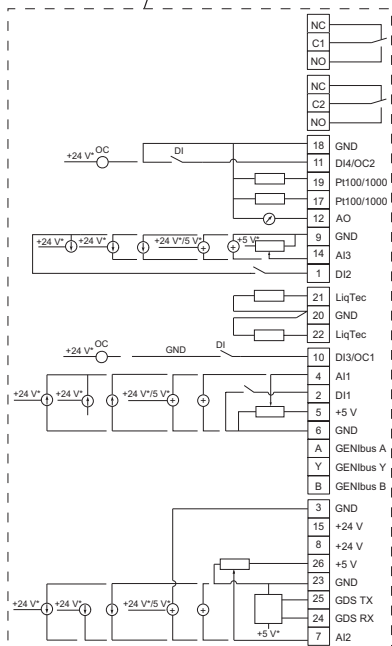 NC
C1
NO
NC
C2
NO
18 GND
+24 V* OC DI 11 DI4/OC2
19 Pt100/1000
17 Pt100/1000
12 AO
9 GND
+24 V* +24 V* +24 V*/5 V* +5 V*
14 AI3
1 DI2
21 LiqTec
20 GND
22 LiqTec
+24 V* OC GND DI 10 DI3/OC1
4 AI1
+24 V* +24 V* +24 V*/5 V* 2 DI1
5 +5 V
6 GND
A GENIbus A
Y GENIbus Y
B GENIbus B
3 GND
15 +24 V
8 +24 V
26 +5 V
23 GND
25 GDS TX
+24 V* +24 V* +24 V*/5 V* 24 GDS RX
+5 V* 7 AI2